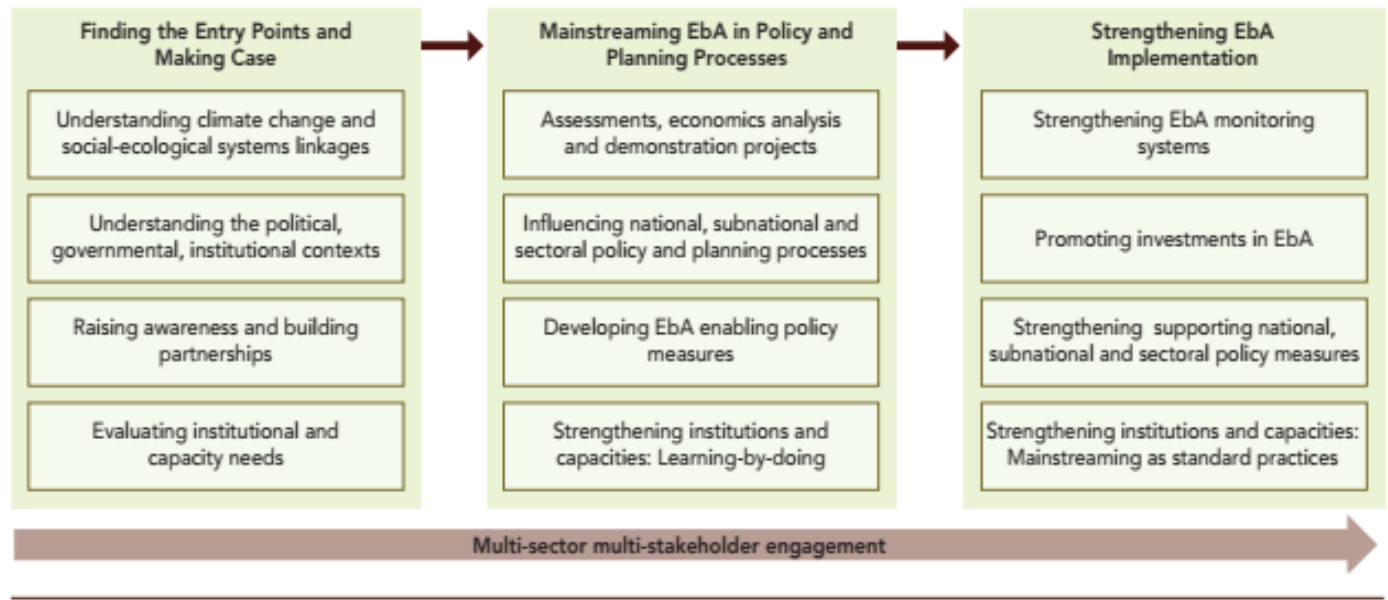 Finding the Entry Points and
Making Case
Understanding climate change and
social-ecological systems linkages
Understanding the political,
governmental, institutional contexts
Raising awareness and building
partnerships
Evaluating institutional and
capacity needs
Mainstreaming EbA in Policy and
Planning Processes
Assessments, economics analysis
and demonstration projects
Influencing national, subnational and
sectoral policy and planning processes
Developing EbA enabling policy
measures
Strengthening institutions and
capacities: Learning-by-doing
Strengthening EbA
Implementation
Strengthening EbA monitoring
systems
Promoting investments in EbA
Strengthening supporting national,
subnational and sectoral policy measures
Strengthening institutions and capacities:
Mainstreaming as standard practices
Multi-sector multi-stakeholder engagement